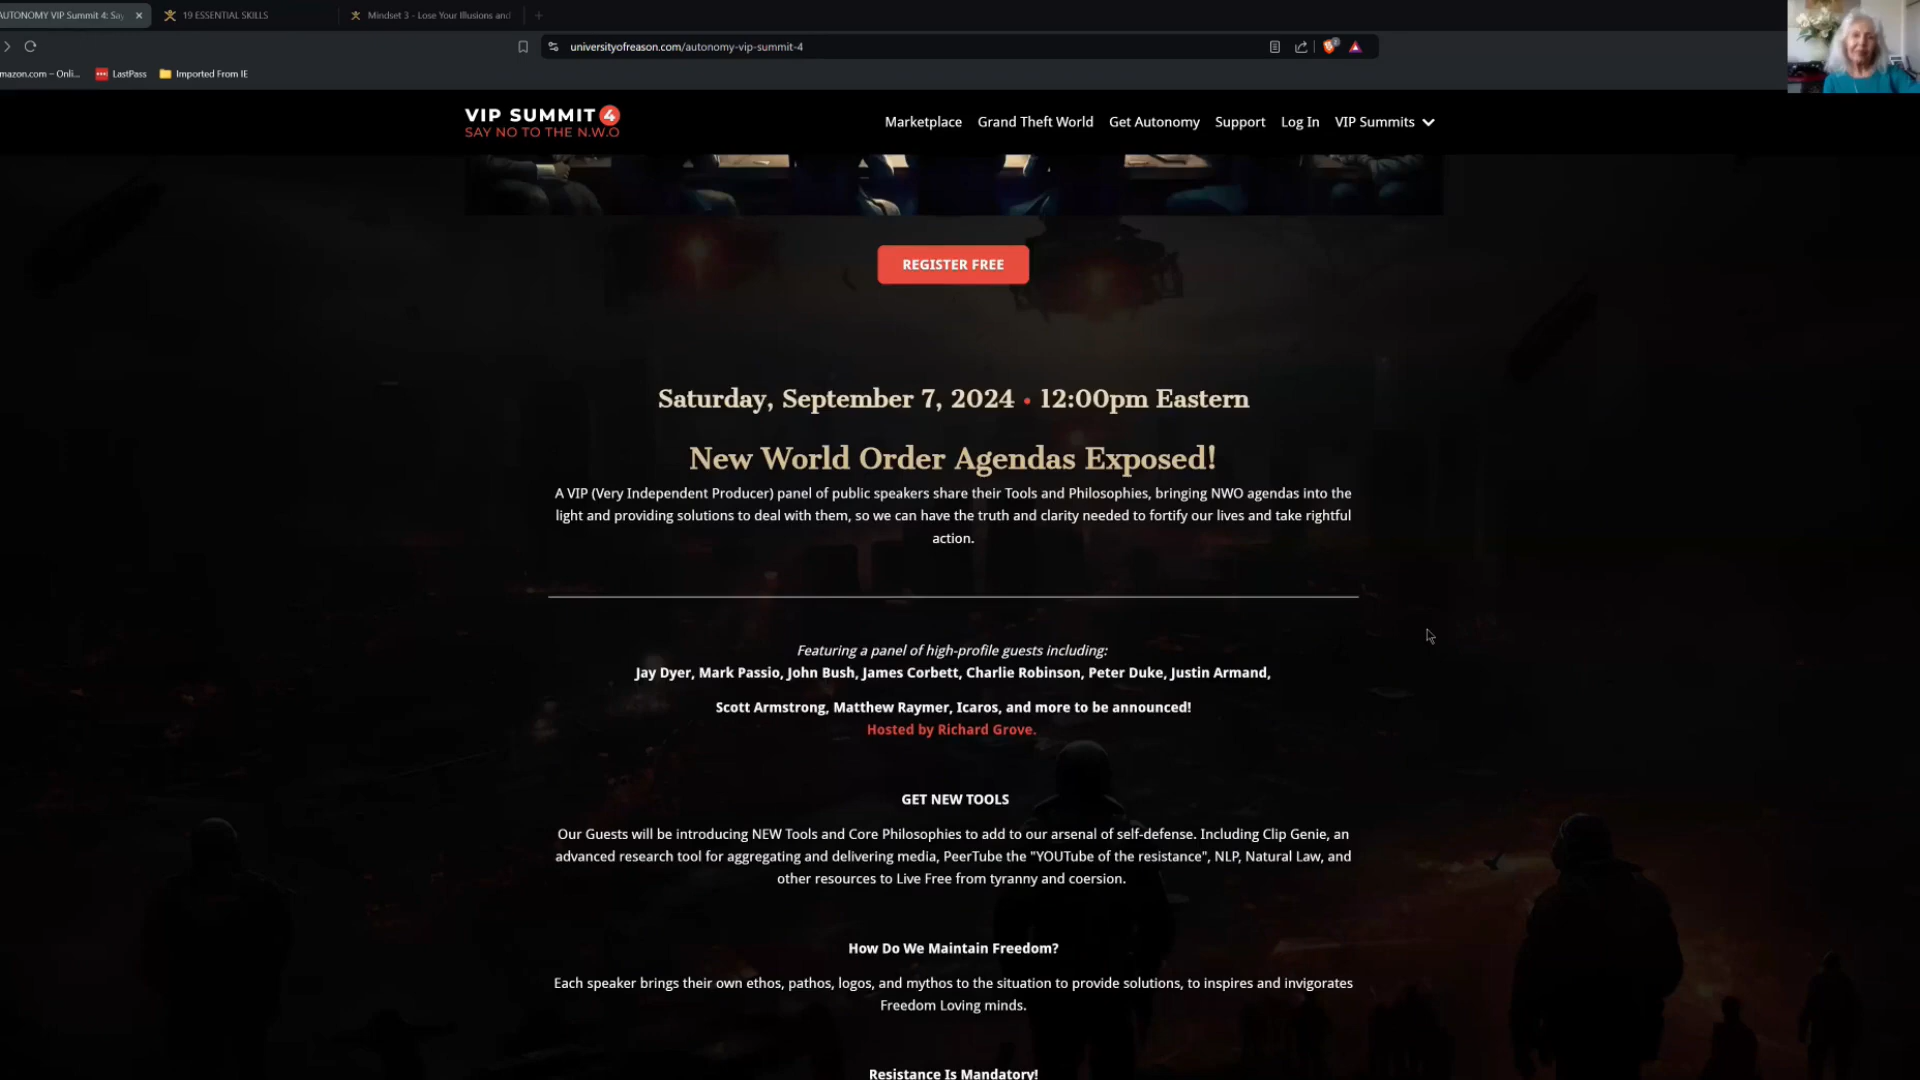 AUTONOMY VIP Summit 4: Say
19 ESSENTIAL SKILLS
Mindset 3 - Lose Your Illusions and
universityofreason.com/autonomy-vip-summit-4
mazon.com – Onli...
LastPass
Imported From IE
VIP SUMMIT 4
SAY NO TO THE N.W.O
Marketplace
Grand Theft World
Get Autonomy
Support
Log In
VIP Summits
REGISTER FREE
Saturday, September 7, 2024 • 12:00pm Eastern
New World Order Agendas Exposed!
A VIP (Very Independent Producer) panel of public speakers share their Tools and Philosophies, bringing NWO agendas into the
light and providing solutions to deal with them, so we can have the truth and clarity needed to fortify our lives and take rightful
action.
Featuring a panel of high-profile guests including:
Jay Dyer, Mark Passio, John Bush, James Corbett, Charlie Robinson, Peter Duke, Justin Armand,
Scott Armstrong, Matthew Raymer, Icaros, and more to be announced!
Hosted by Richard Grove.
GET NEW TOOLS
Our Guests will be introducing NEW Tools and Core Philosophies to add to our arsenal of self-defense. Including Clip Genie, an
advanced research tool for aggregating and delivering media, PeerTube the "YOUTube of the resistance", NLP, Natural Law, and
other resources to Live Free from tyranny and coersion.
How Do We Maintain Freedom?
Each speaker brings their own ethos, pathos, logos, and mythos to the situation to provide solutions, to inspires and invigorates
Freedom Loving minds.
Resistance Is Mandatory!